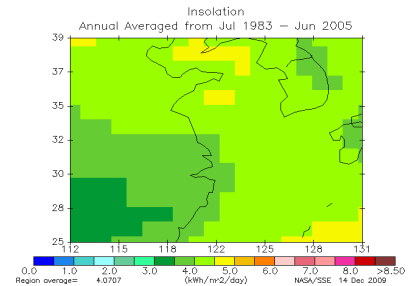 Insolation
Annual Averaged from Jul 1983 - Jun 2005
39
37
35
32
30
28
25
112 115 118 121 125 128 131
0.0 1.0 2.0 3.0 4.0 5.0 6.0 7.0 8.0 >8.50
Region average= 4.0707 (kWh/m^2/day) NASA/SSE 14 Dec 2009